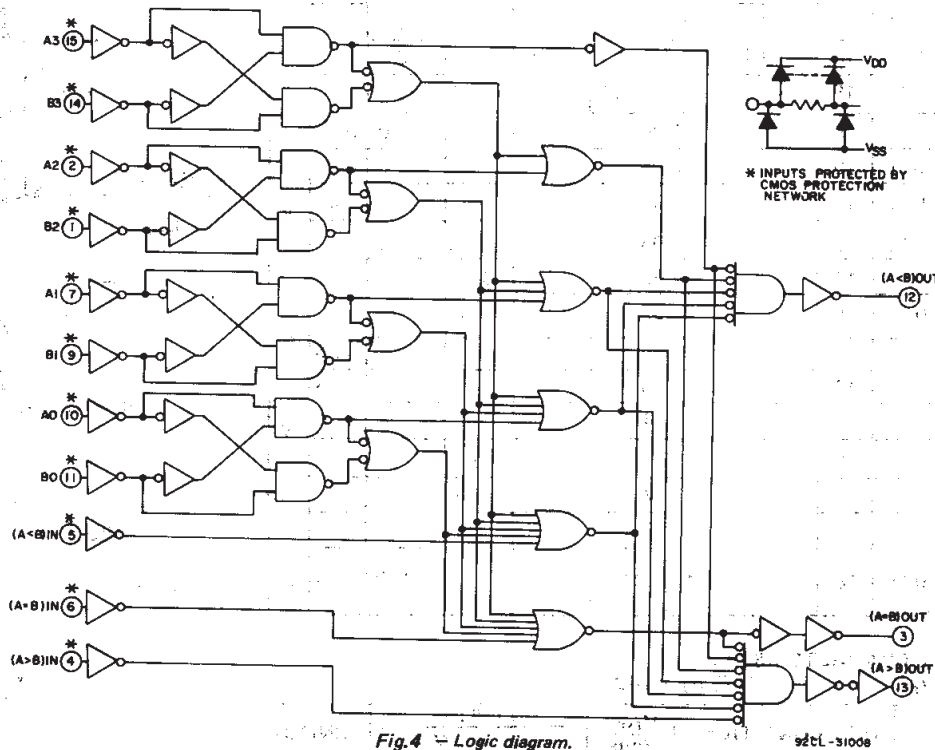 *
A3 15
*
B3 14
*
A2 2
*
B2 1
*
A1 7
*
B1 9
*
A0 10
*
B0 11
*
(A<B)IN 5
*
(A=B)IN 6
*
(A>B)IN 4
VDD
VSS
* INPUTS PROTECTED BY
CMOS PROTECTION
NETWORK
(A<B)OUT
12
(A=B)OUT
3
(A>B)OUT
13
Fig.4 – Logic diagram.
92CL-31008